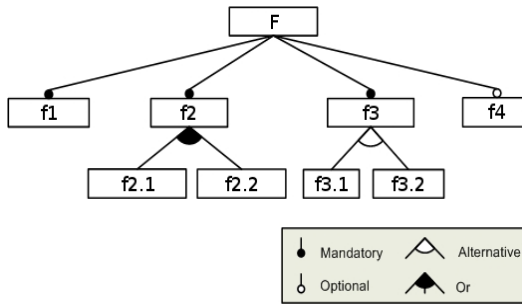 F
f1 f2 f3 f4
f2.1 f2.2 f3.1 f3.2
Mandatory Alternative
Optional Or